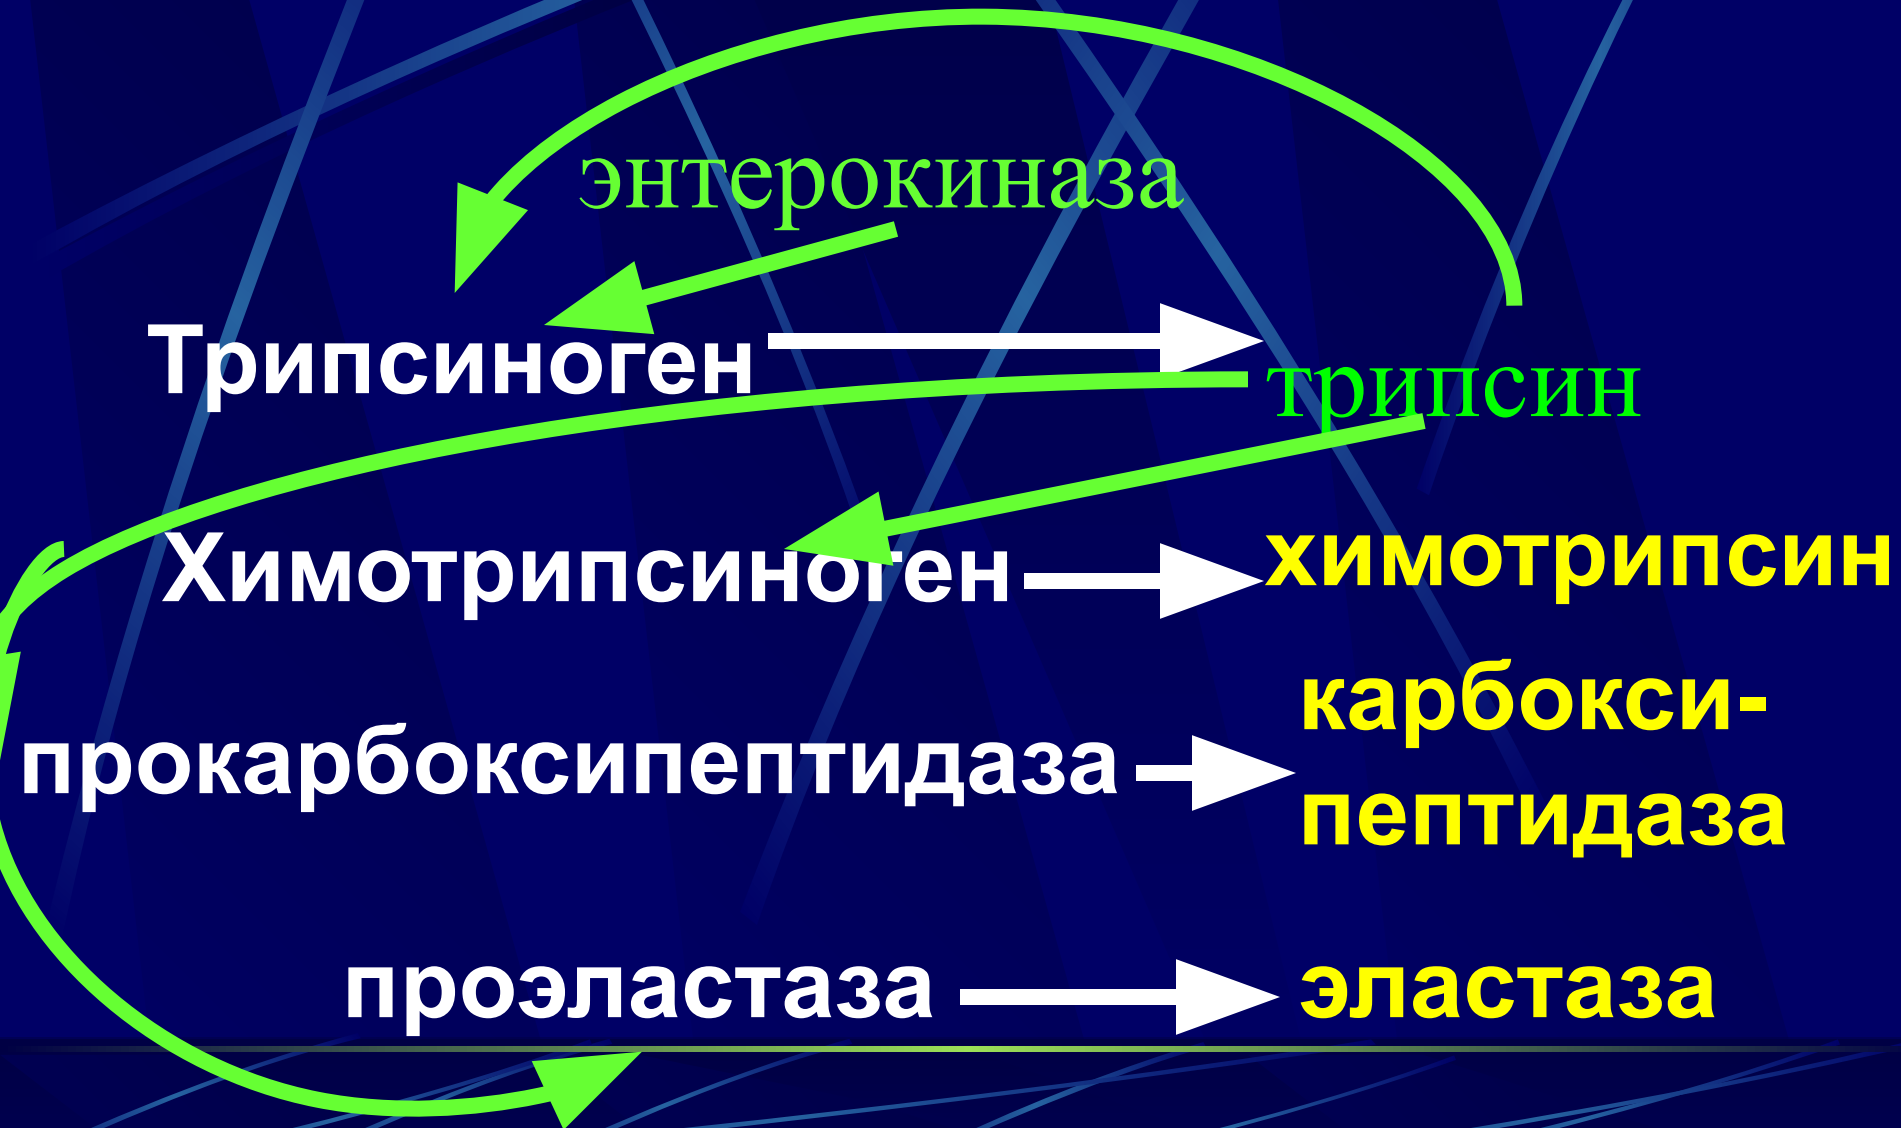 энтерокиназа
Трипсиноген
трипсин
Химотрипсиноген
химотрипсин
прокарбоксипептидаза
карбокси-
пептидаза
проэластаза
эластаза